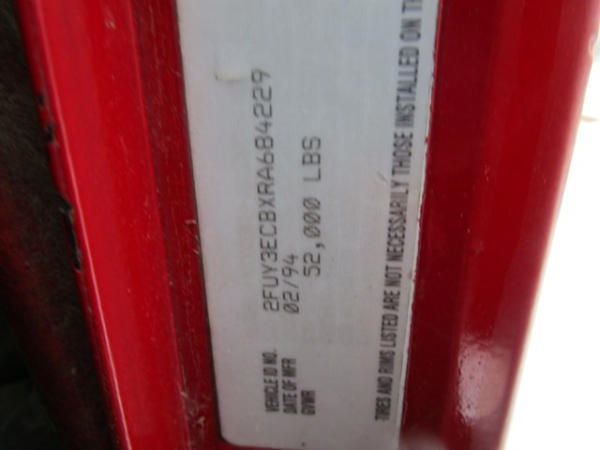 VEHICLE ID NO. 2FUY3ECBXRA684229
DATE OF MFR 02/94
GVWR 52,000 LBS
TIRES AND RIMS LISTED ARE NOT NECESSARILY THOSE INSTALLED ON